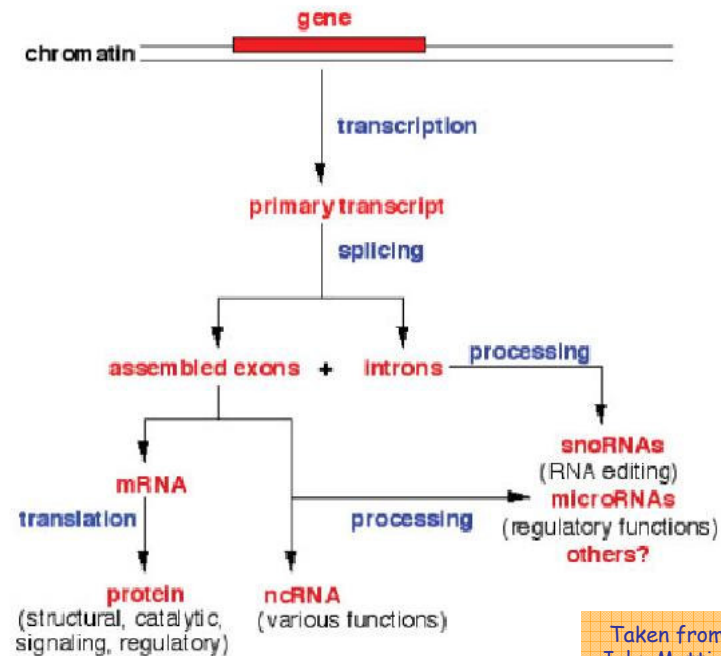 gene
chromatin
transcription
primary transcript
splicing
assembled exons + introns
processing
snoRNAs
(RNA editing)
microRNAs
(regulatory functions)
others?
mRNA
translation
processing
protein
(structural, catalytic,
signaling, regulatory)
ncRNA
(various functions)
Taken from